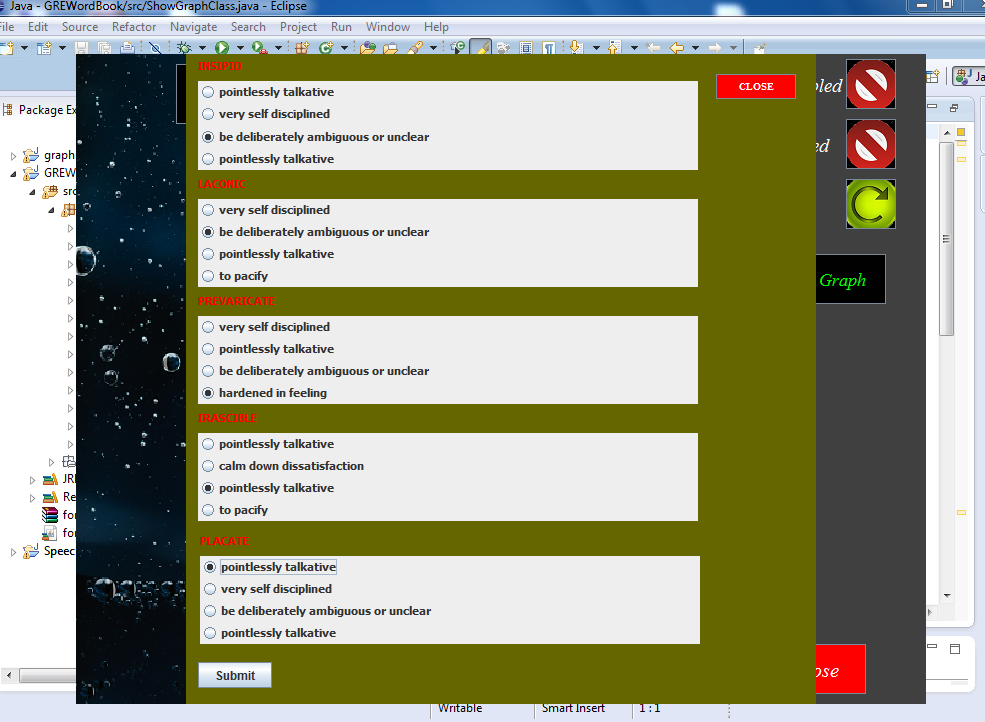 Java - GREWordBook/src/ShowGraphClass.java - Eclipse
File Edit Source Refactor Navigate Search Project Run Window Help
INSIPID
CLOSE
pointlessly talkative
very self disciplined
be deliberately ambiguous or unclear
pointlessly talkative
LACONIC
very self disciplined
be deliberately ambiguous or unclear
pointlessly talkative
to pacify
PREVARICATE
very self disciplined
pointlessly talkative
be deliberately ambiguous or unclear
hardened in feeling
IRASCIBLE
pointlessly talkative
calm down dissatisfaction
pointlessly talkative
to pacify
PLACATE
pointlessly talkative
very self disciplined
be deliberately ambiguous or unclear
pointlessly talkative
Submit
Package Ex
graph
GREW
src
JR
Re
for
for
Speec
bled
ed
Graph
ose
Ja
Writable
Smart Insert
1 : 1